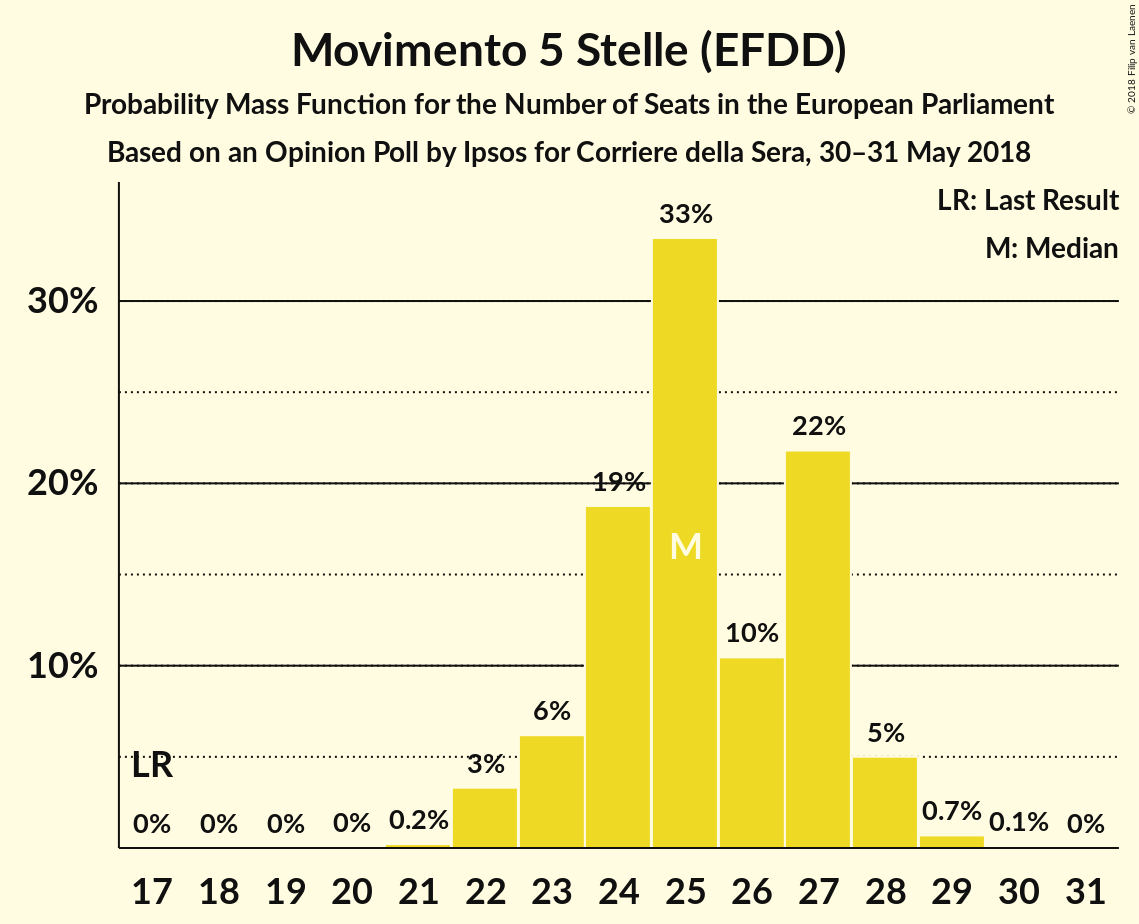 Movimento 5 Stelle (EFDD)
Probability Mass Function for the Number of Seats in the European Parliament
Based on an Opinion Poll by Ipsos for Corriere della Sera, 30–31 May 2018
© 2018 Filip van Laenen
LR: Last Result
M: Median
30%
20%
10%
33%
22%
19%
M
10%
6%
5%
3%
LR
0% 0% 0% 0% 0.2% 0.7% 0.1% 0%
17 18 19 20 21 22 23 24 25 26 27 28 29 30 31